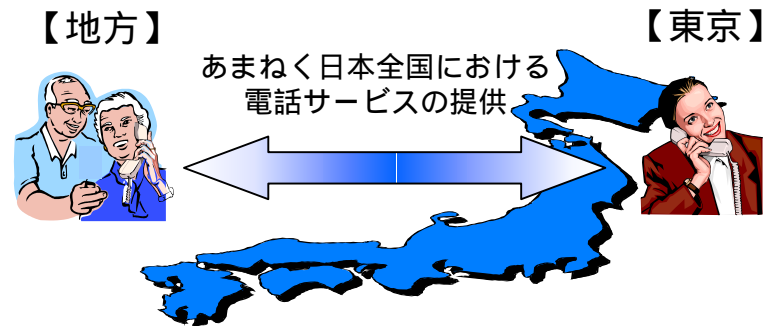 【地方】
【東京】
あまねく日本全国における
電話サービスの提供